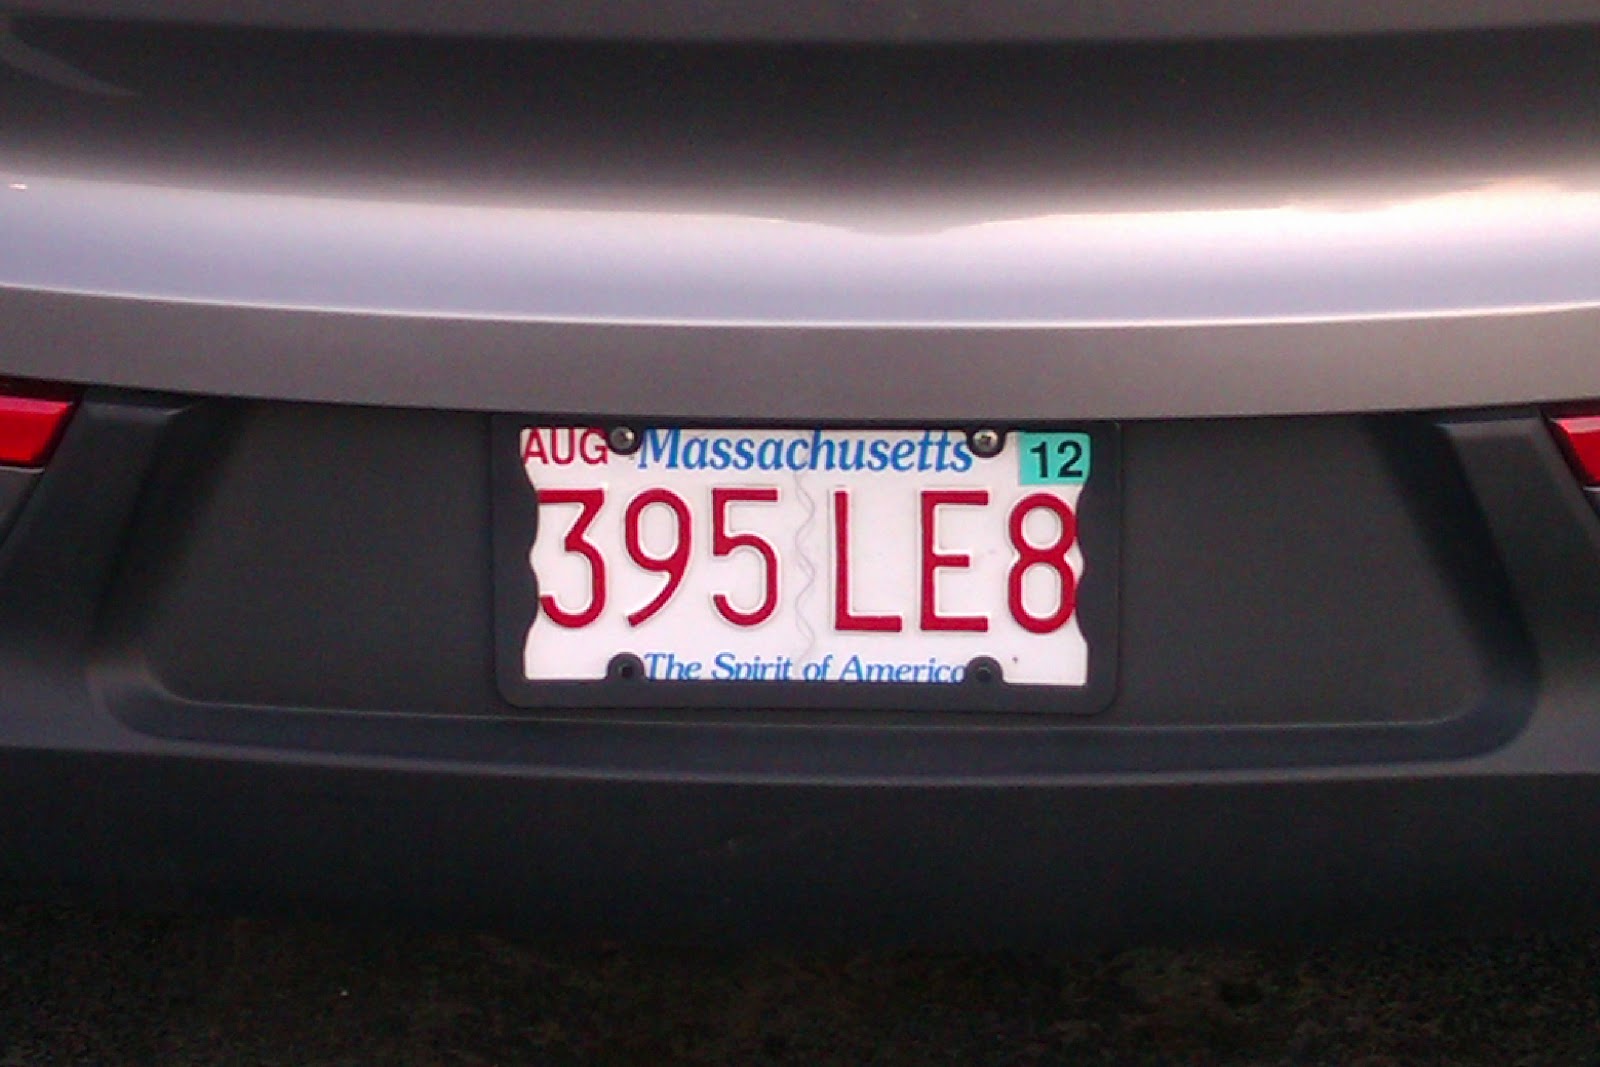 AUG Massachusetts 12
395 LE8
The Spirit of America